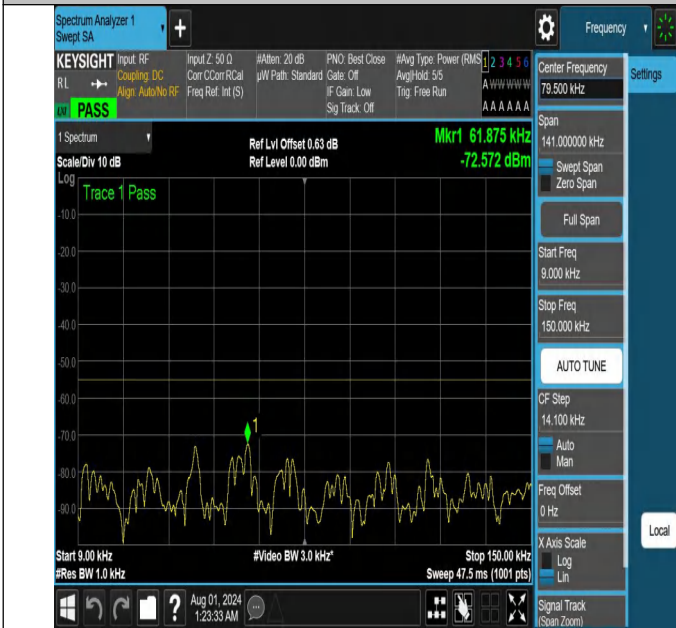 Spectrum Analyzer 1
Swept SA
+
Frequency
KEYSIGHT
RL
PASS
Input: RF
Coupling: DC
Align: Auto/No RF
Input Z: 50 Ω
Corr CCorr RCal
Freq Ref: Int (S)
#Atten: 20 dB
µW Path: Standard
PNO: Best Close
Gate: Off
IF Gain: Low
Sig Track: Off
#Avg Type: Power (RMS)
Avg|Hold: 5/5
Trig: Free Run
1 2 3 4 5 6
A W W W W W
A A A A A A
Center Frequency
79.500 kHz
Settings
Span
141.000000 kHz
Swept Span
Zero Span
Full Span
Start Freq
9.000 kHz
Stop Freq
150.000 kHz
AUTO TUNE
CF Step
14.100 kHz
Auto
Man
Freq Offset
0 Hz
X Axis Scale
Log
Lin
Signal Track
(Span Zoom)
Local
1 Spectrum
Scale/Div 10 dB
Ref Lvl Offset 0.63 dB
Ref Level 0.00 dBm
Mkr1 61.875 kHz
-72.572 dBm
Log
Trace 1 Pass
-10.0
-20.0
-30.0
-40.0
-50.0
-60.0
-70.0
-80.0
-90.0
1
Start 9.00 kHz
#Res BW 1.0 kHz
#Video BW 3.0 kHz*
Stop 150.00 kHz
Sweep 47.5 ms (1001 pts)
?
Aug 01, 2024
1:23:33 AM